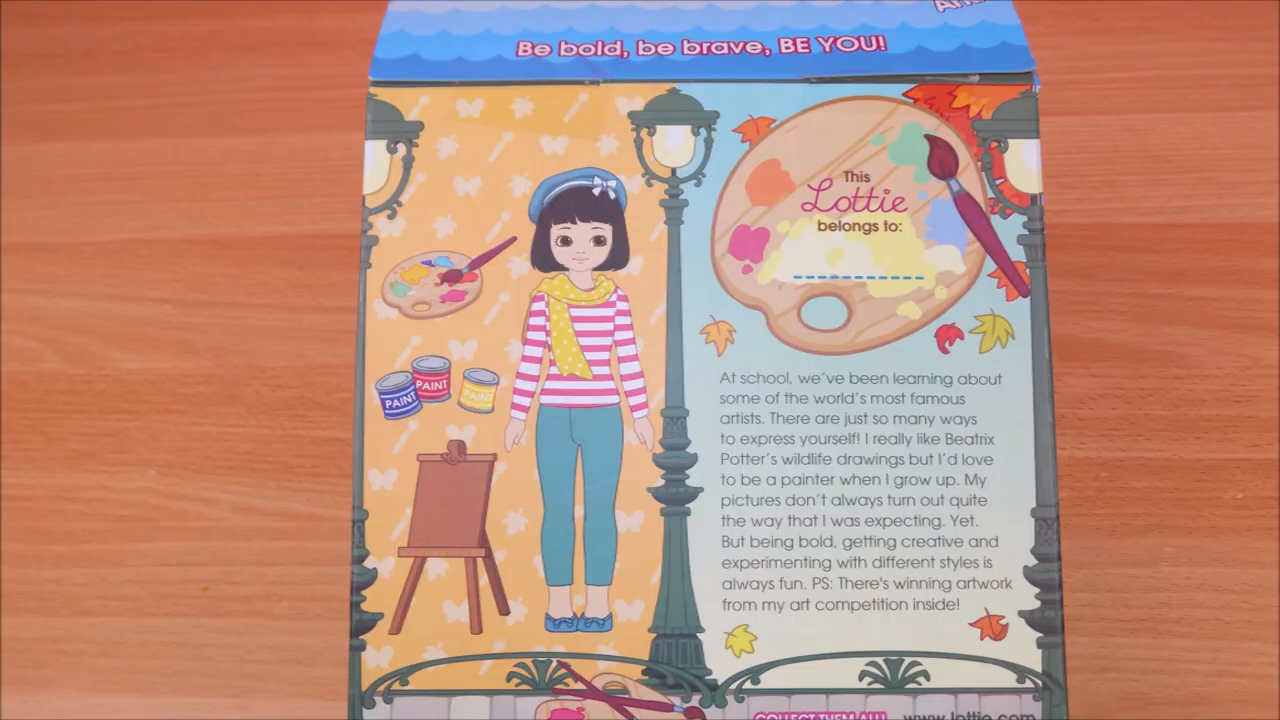 Be bold, be brave, BE YOU!
This
Lottie
belongs to:
PAINT
PAINT
PAINT
At school, we've been learning about
some of the world's most famous
artists. There are just so many ways
to express yourself! I really like Beatrix
Potter's wildlife drawings but I'd love
to be a painter when I grow up. My
pictures don't always turn out quite
the way that I was expecting. Yet.
But being bold, getting creative and
experimenting with different styles is
always fun. PS: There's winning artwork
from my art competition inside!
COLLECT THEM ALL! www.lottie.com